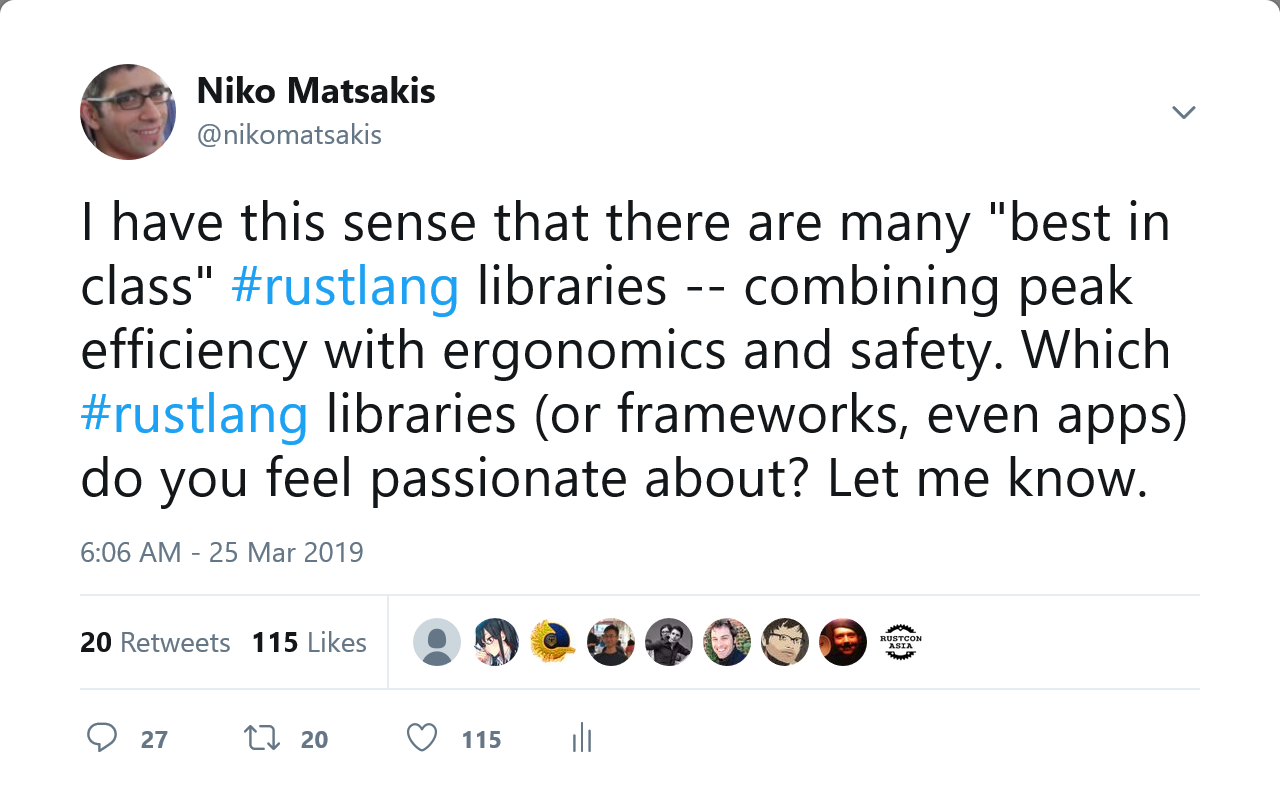 Niko Matsakis
@nikomatsakis
I have this sense that there are many "best in
class" #rustlang libraries -- combining peak
efficiency with ergonomics and safety. Which
#rustlang libraries (or frameworks, even apps)
do you feel passionate about? Let me know.
6:06 AM - 25 Mar 2019
20 Retweets 115 Likes
RUSTCON
ASIA
27 20 115